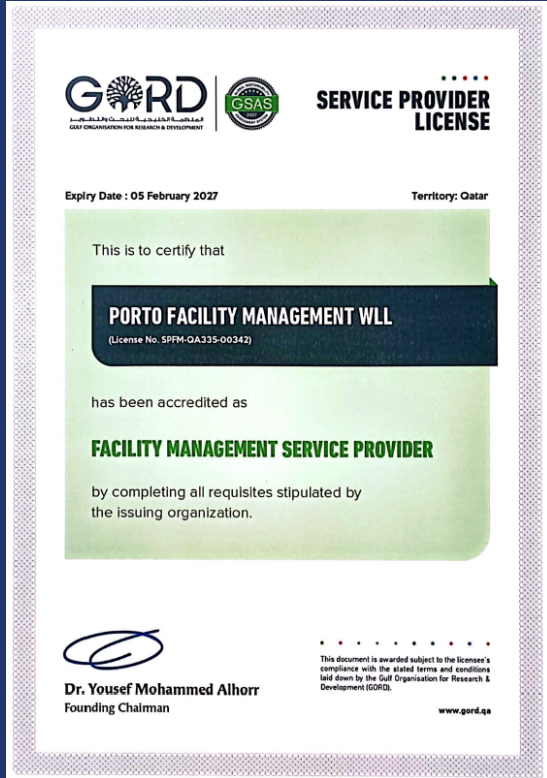 GORD
المنظمة الخليجية للبحث والتطوير
GULF ORGANISATION FOR RESEARCH & DEVELOPMENT
GSAS
SERVICE PROVIDER
LICENSE
Expiry Date : 05 February 2027
Territory: Qatar
This is to certify that
PORTO FACILITY MANAGEMENT WLL
(License No. SPFM-QA335-00342)
has been accredited as
FACILITY MANAGEMENT SERVICE PROVIDER
by completing all requisites stipulated by
the issuing organization.
Dr. Yousef Mohammed Alhorr
Founding Chairman
This document is awarded subject to the licensee's
compliance with the stated terms and conditions
laid down by the Gulf Organisation for Research &
Development (GORD).
www.gord.qa